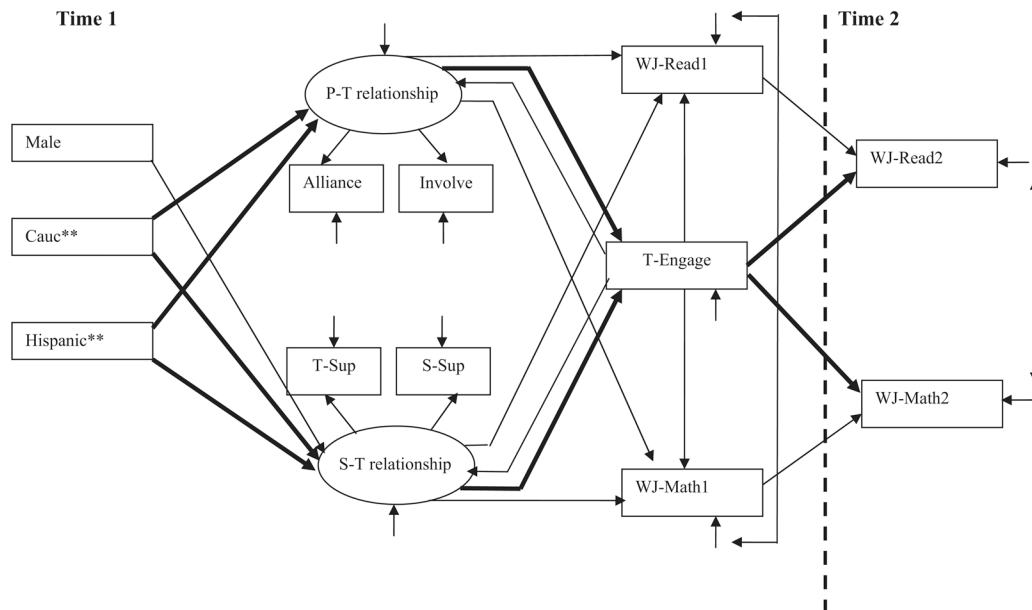 Time 1
Time 2
WJ-Read1
P-T relationship
Male
WJ-Read2
Alliance
Involve
Cauc**
T-Engage
Hispanic**
T-Sup
S-Sup
WJ-Math2
S-T relationship
WJ-Math1